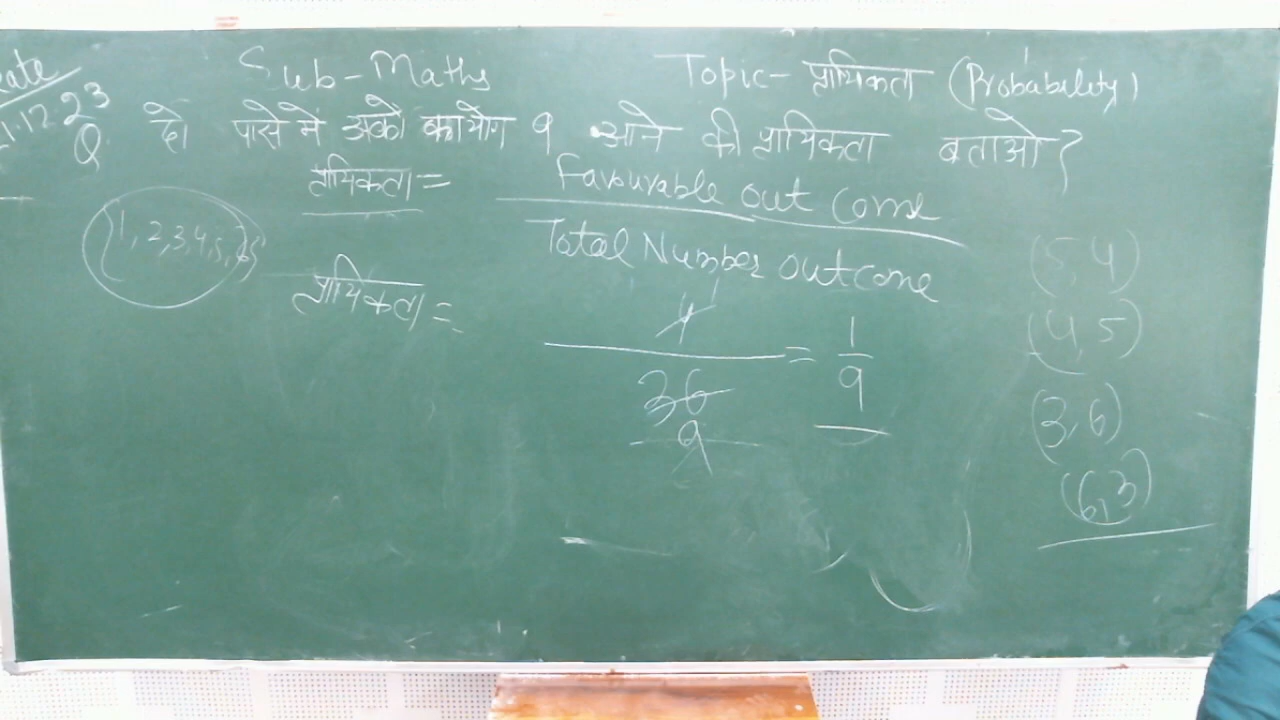 Sub-Maths
Topic- प्रायिकता (Probability)
.12.23
Q. दो पासे मे अंको का योग 9 आने की प्रायिकता बताओ?
प्रायिकता =
Favourable out Come
Total Number outcome
{1, 2, 3, 4, 5, 6}
प्रायिकता =
4 1
36
9
= 1
9
(5, 4)
(4, 5)
(3, 6)
(6, 3)